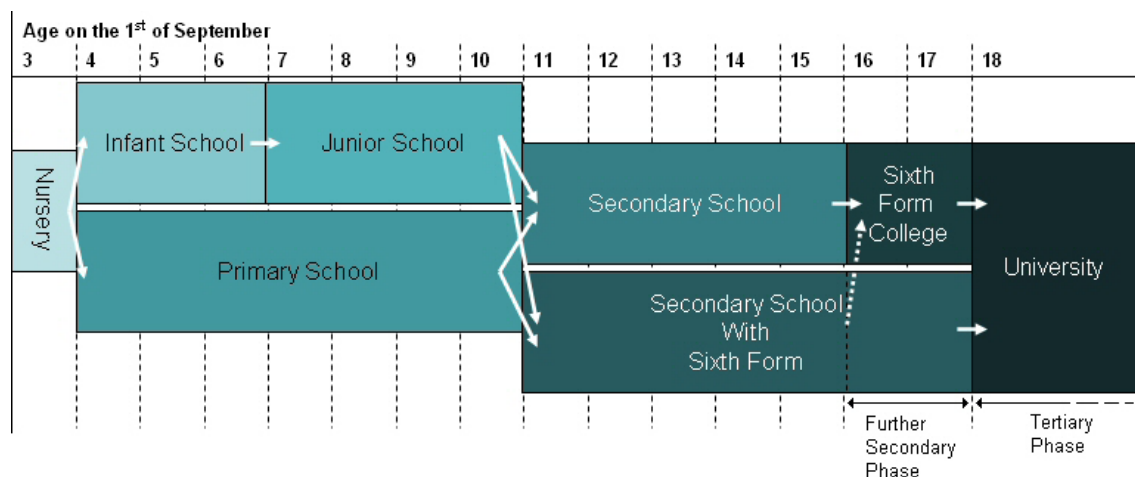 Age on the 1st of September
3 4 5 6 7 8 9 10 11 12 13 14 15 16 17 18
Infant School
Junior School
Nursery
Primary School
Secondary School
Sixth
Form
College
University
Secondary School
With
Sixth Form
Further
Secondary
Phase
Tertiary
Phase